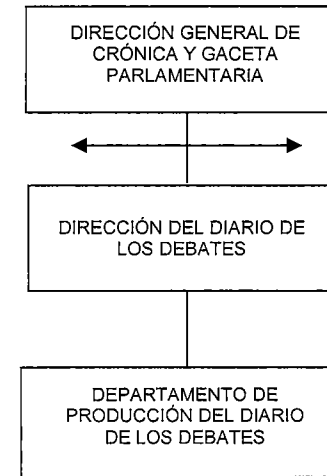 DIRECCIÓN GENERAL DE
CRÓNICA Y GACETA
PARLAMENTARIA
DIRECCIÓN DEL DIARIO DE
LOS DEBATES
DEPARTAMENTO DE
PRODUCCIÓN DEL DIARIO
DE LOS DEBATES